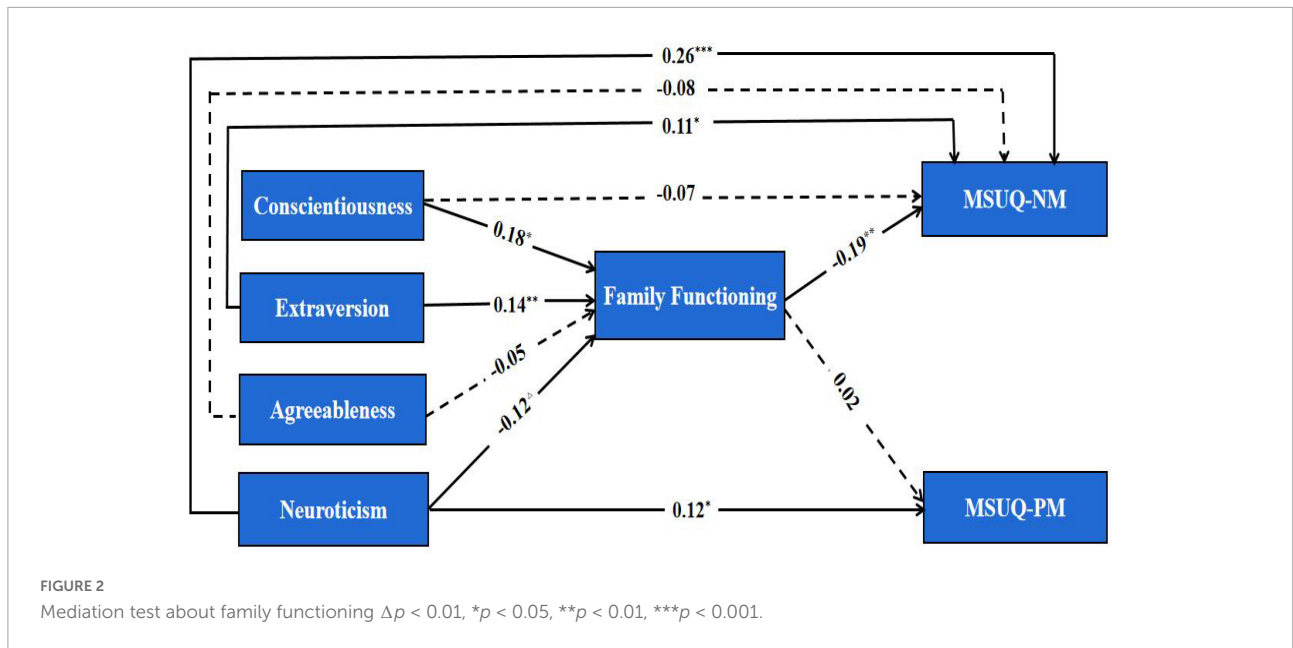 0.26***
-0.08
0.11*
Conscientiousness
-0.07
MSUQ-NM
0.18*
-0.19**
Extraversion
0.14**
Family Functioning
-0.05
Agreeableness
-0.12△
0.02
Neuroticism
0.12*
MSUQ-PM
FIGURE 2
Mediation test about family functioning Δp < 0.01, *p < 0.05, **p < 0.01, ***p < 0.001.